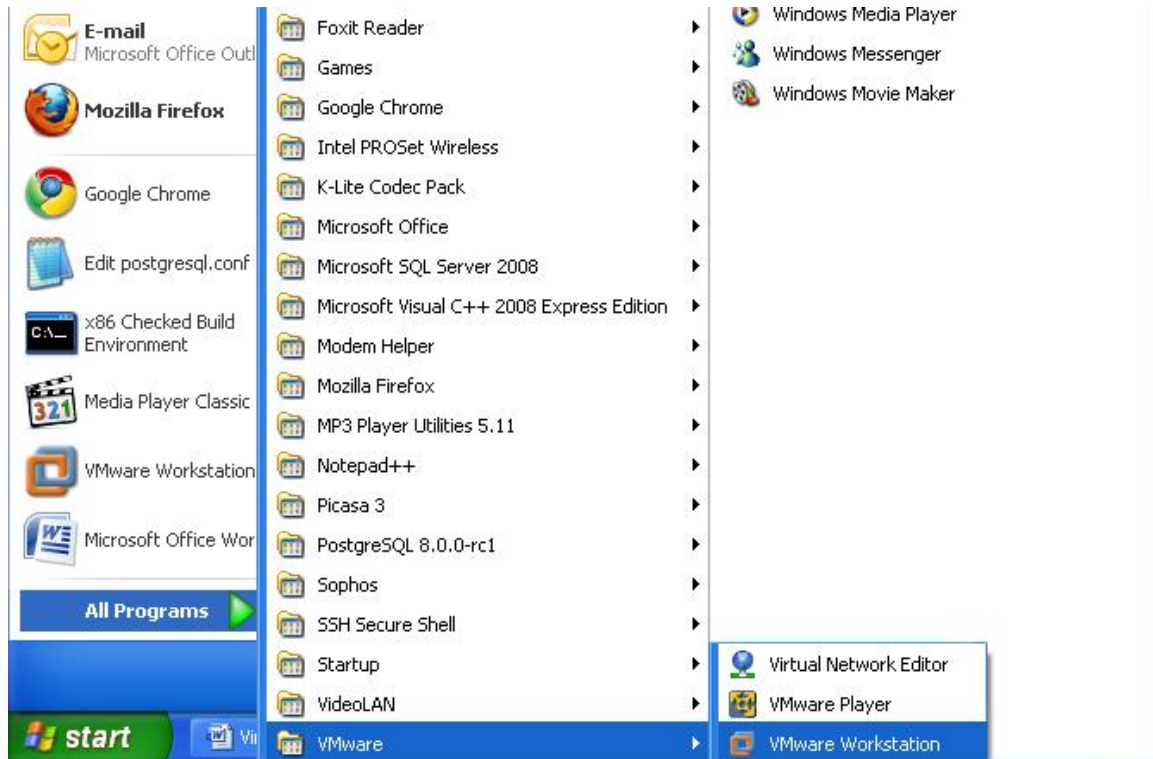 E-mail
Microsoft Office Outl
Mozilla Firefox
Google Chrome
Edit postgresql.conf
C:\_
x86 Checked Build
Environment
321
Media Player Classic
VMware Workstation
Microsoft Office Wor
All Programs
start
Vi
Foxit Reader
Games
Google Chrome
Intel PROSet Wireless
K-Lite Codec Pack
Microsoft Office
Microsoft SQL Server 2008
Microsoft Visual C++ 2008 Express Edition
Modem Helper
Mozilla Firefox
MP3 Player Utilities 5.11
Notepad++
Picasa 3
PostgreSQL 8.0.0-rc1
Sophos
SSH Secure Shell
Startup
VideoLAN
VMware
Windows Media Player
Windows Messenger
Windows Movie Maker
Virtual Network Editor
VMware Player
VMware Workstation